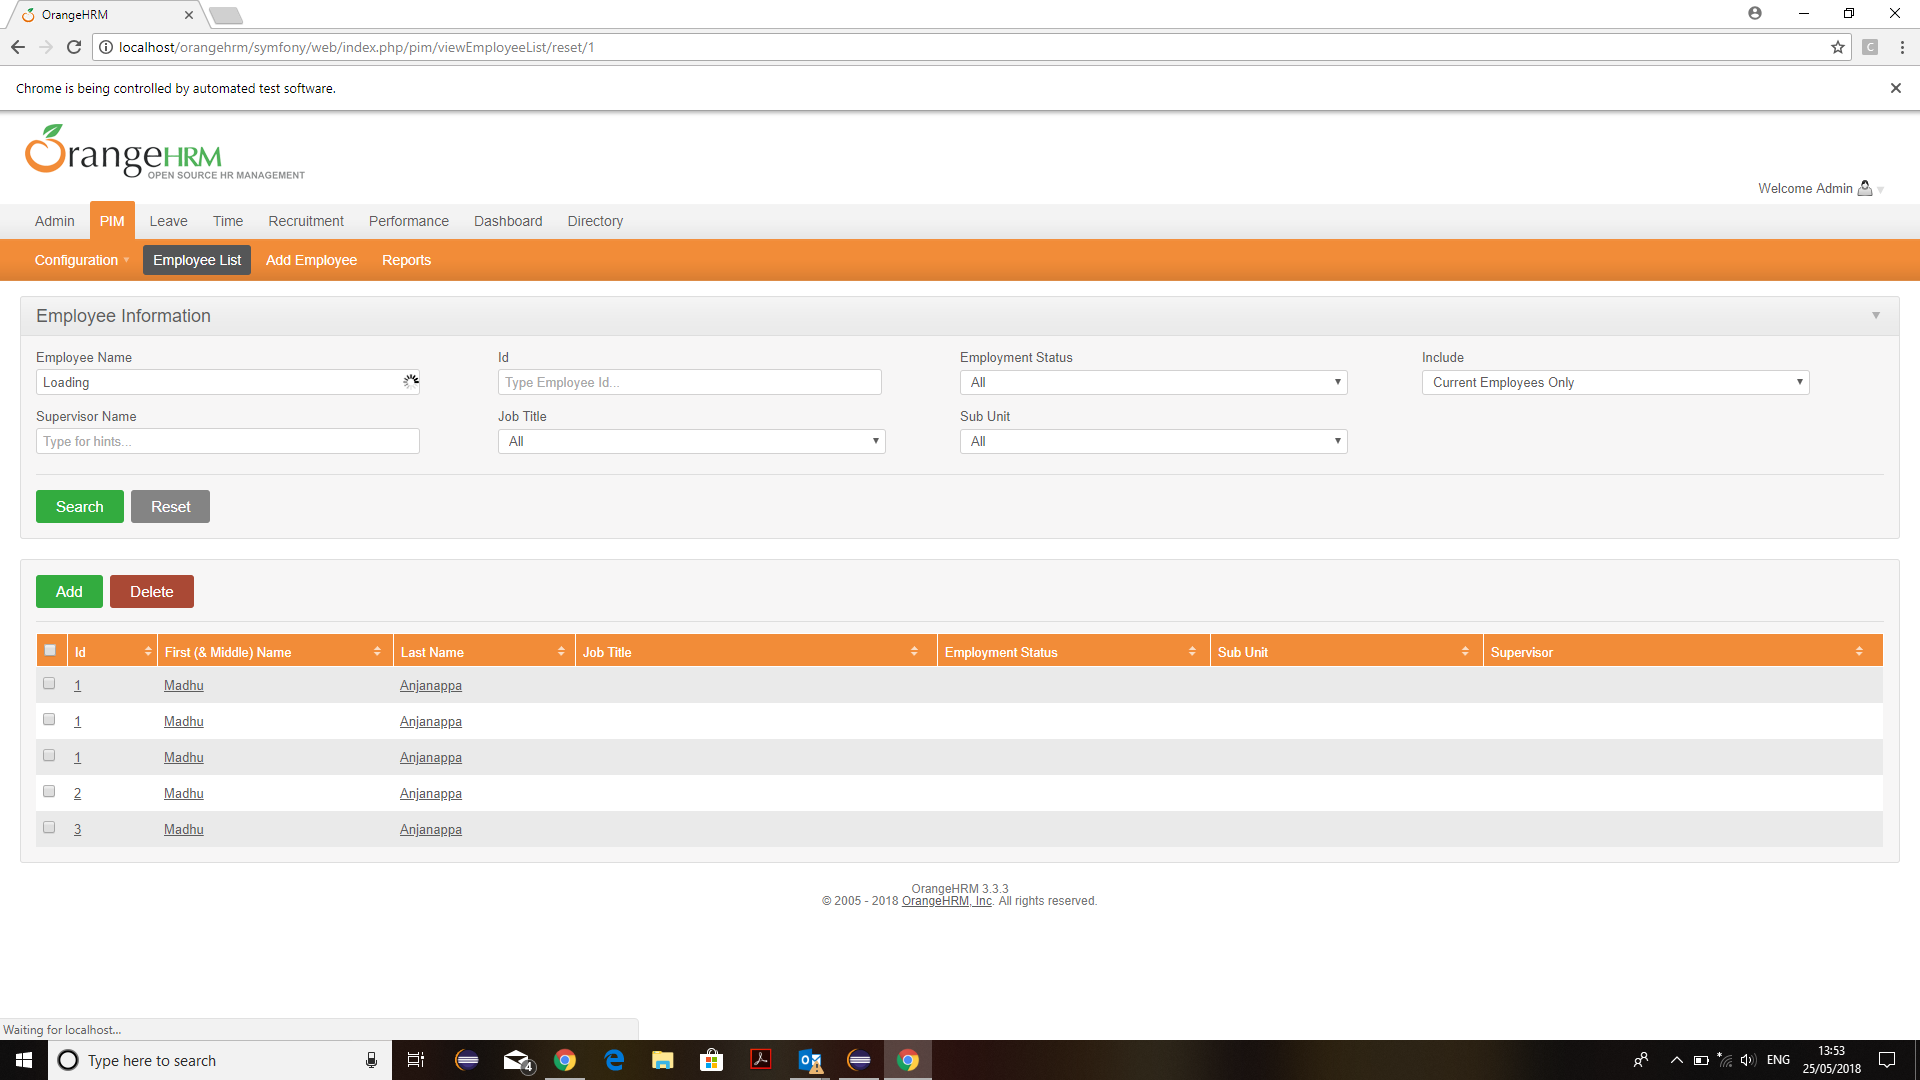 OrangeHRM
localhost/orangehrm/symfony/web/index.php/pim/viewEmployeeList/reset/1
C
Chrome is being controlled by automated test software.
OrangeHRM
OPEN SOURCE HR MANAGEMENT
Welcome Admin
Admin PIM Leave Time Recruitment Performance Dashboard Directory
Configuration Employee List Add Employee Reports
Employee Information
Employee Name Id Employment Status Include
Loading Type Employee Id... All Current Employees Only
Supervisor Name Job Title Sub Unit
Type for hints... All All
Search Reset
Add Delete
Id First (& Middle) Name Last Name Job Title Employment Status Sub Unit Supervisor
1 Madhu Anjanappa
1 Madhu Anjanappa
1 Madhu Anjanappa
2 Madhu Anjanappa
3 Madhu Anjanappa
OrangeHRM 3.3.3
© 2005 - 2018 OrangeHRM, Inc. All rights reserved.
Waiting for localhost...
Type here to search 4 ENG 13:53
25/05/2018